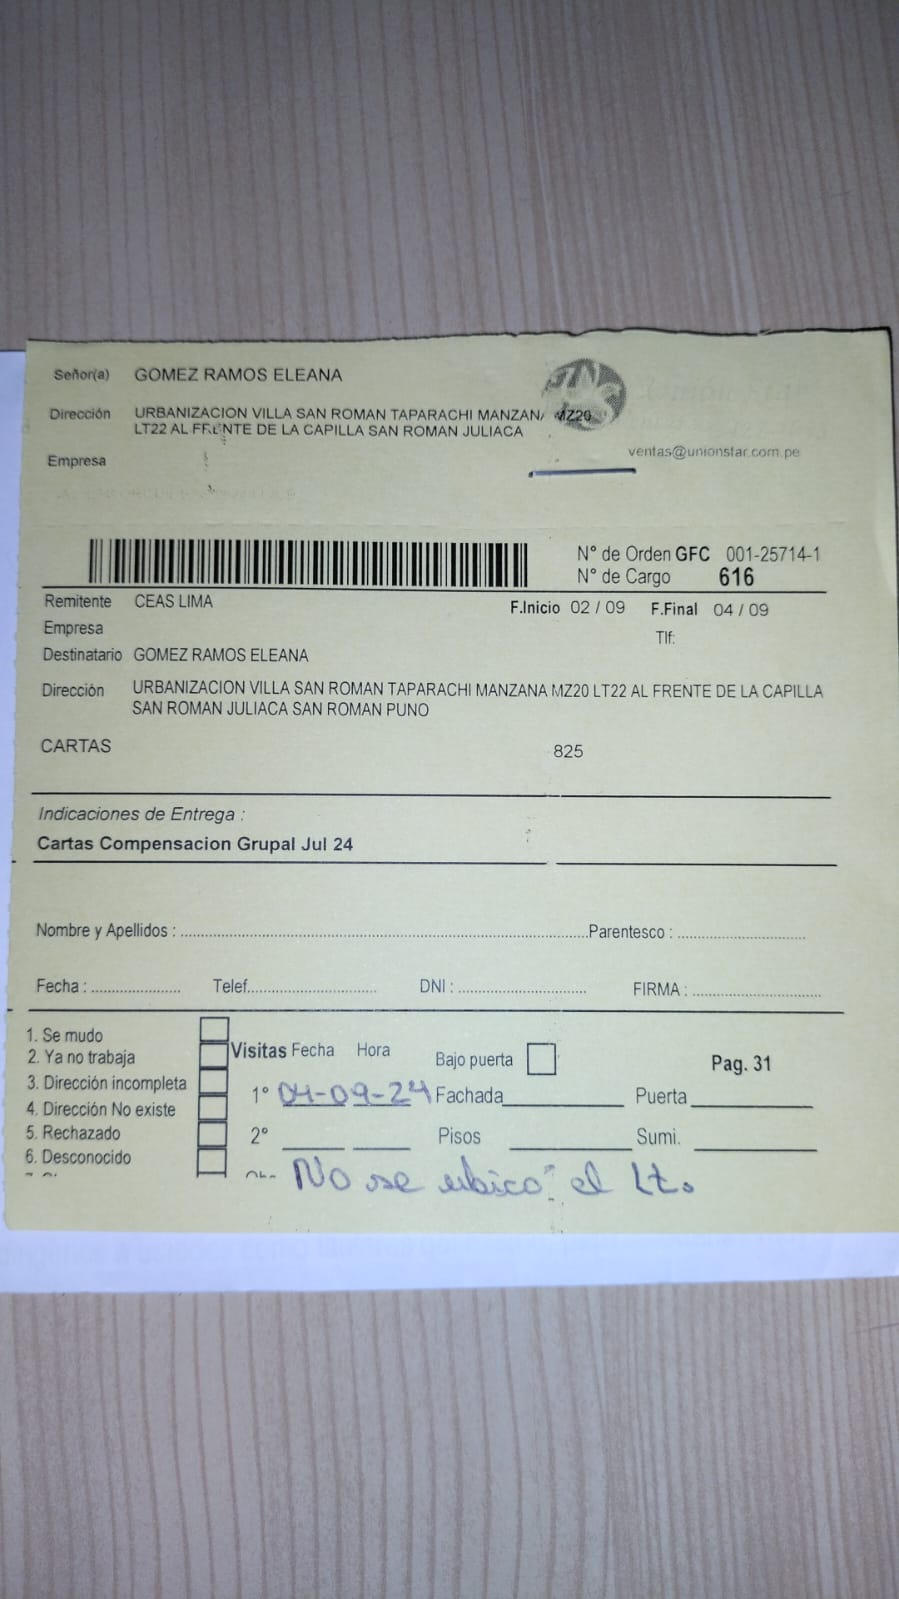 Señor(a) GOMEZ RAMOS ELEANA
Dirección URBANIZACION VILLA SAN ROMAN TAPARACHI MANZANA MZ20
LT22 AL FRENTE DE LA CAPILLA SAN ROMAN JULIACA
Empresa
ventas@unionstar.com.pe
N° de Orden GFC 001-25714-1
N° de Cargo 616
Remitente CEAS LIMA
F.Inicio 02 / 09 F.Final 04 / 09
Empresa
Tlf:
Destinatario GOMEZ RAMOS ELEANA
Dirección URBANIZACION VILLA SAN ROMAN TAPARACHI MANZANA MZ20 LT22 AL FRENTE DE LA CAPILLA
SAN ROMAN JULIACA SAN ROMAN PUNO
CARTAS 825
Indicaciones de Entrega :
Cartas Compensacion Grupal Jul 24
Nombre y Apellidos : Parentesco :
Fecha : Telef. DNI : FIRMA :
1. Se mudo
2. Ya no trabaja
3. Dirección incompleta
4. Dirección No existe
5. Rechazado
6. Desconocido
Visitas Fecha Hora Bajo puerta Pag. 31
1° 04-09-24 Fachada Puerta
2° Pisos Sumi.
No se ubico el Lt.